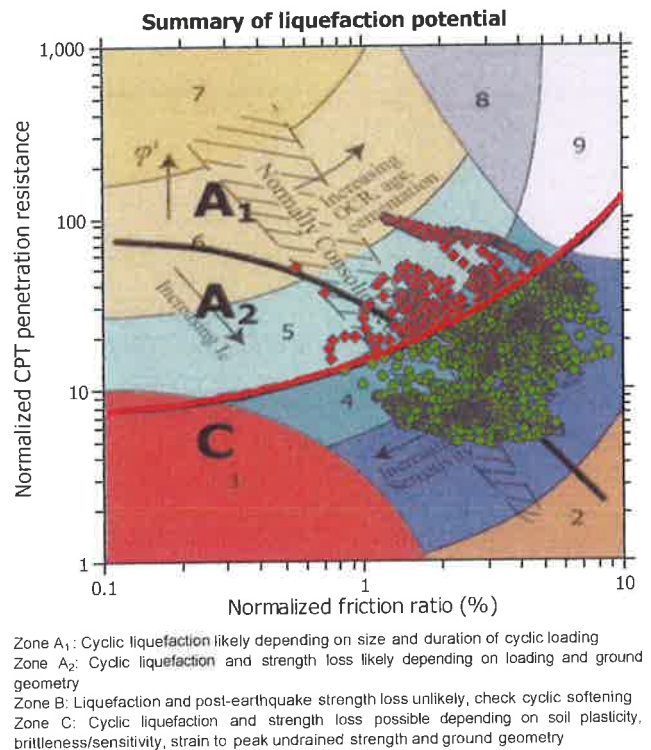 Summary of liquefaction potential
1,000
7
8
9
φ'
Increasing
OCR, age,
cementation
Normally Consoli
A₁
100
6
A₂
Increasing Ic
5
10
4
C
3
Increasing
Sensitivity
2
1
0.1
1
10
Normalized CPT penetration resistance
Normalized friction ratio (%)
Zone A₁: Cyclic liquefaction likely depending on size and duration of cyclic loading
Zone A₂: Cyclic liquefaction and strength loss likely depending on loading and ground
geometry
Zone B: Liquefaction and post-earthquake strength loss unlikely, check cyclic softening
Zone C: Cyclic liquefaction and strength loss possible depending on soil plasticity,
brittleness/sensitivity, strain to peak undrained strength and ground geometry